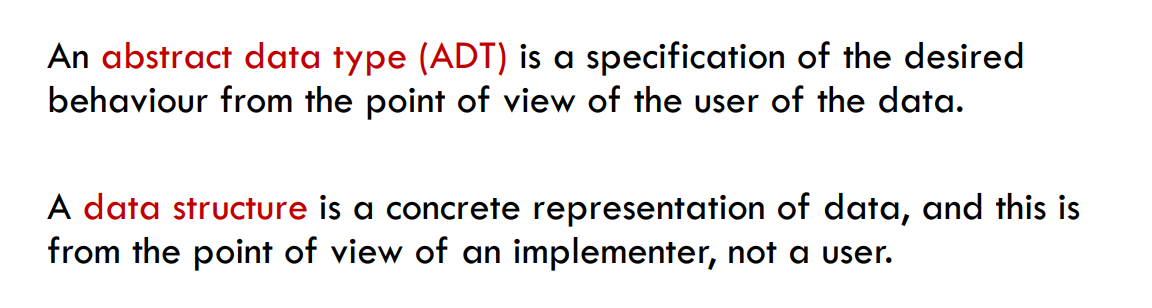 An abstract data type (ADT) is a specification of the desired
behaviour from the point of view of the user of the data.
A data structure is a concrete representation of data, and this is
from the point of view of an implementer, not a user.